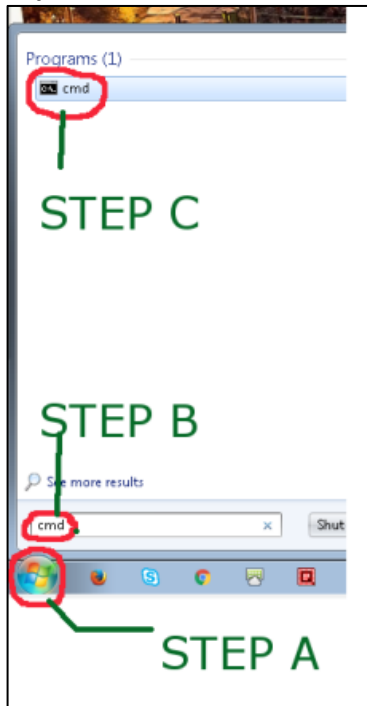 Programs (1)
cmd
STEP C
STEP B
See more results
cmd
Shut
STEP A